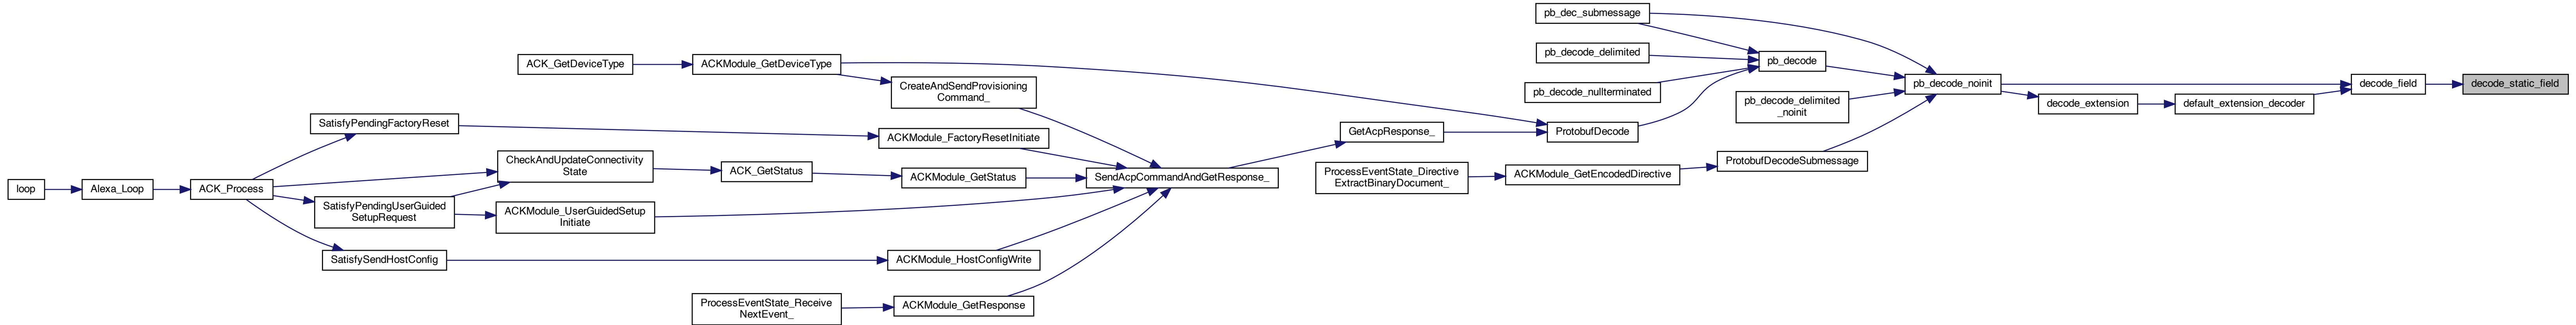 pb_dec_submessage
pb_decode_delimited
pb_decode
ACK_GetDeviceType
ACKModule_GetDeviceType
CreateAndSendProvisioning
Command_
pb_decode_nullterminated
pb_decode_noinit
decode_field
decode_static_field
pb_decode_delimited
_noinit
decode_extension
default_extension_decoder
SatisfyPendingFactoryReset
ACKModule_FactoryResetInitiate
GetAcpResponse_
ProtobufDecode
CheckAndUpdateConnectivity
State
ACK_GetStatus
ACKModule_GetStatus
SendAcpCommandAndGetResponse_
ProcessEventState_Directive
ExtractBinaryDocument_
ACKModule_GetEncodedDirective
ProtobufDecodeSubmessage
loop
Alexa_Loop
ACK_Process
SatisfyPendingUserGuided
SetupRequest
ACKModule_UserGuidedSetup
Initiate
SatisfySendHostConfig
ACKModule_HostConfigWrite
ProcessEventState_Receive
NextEvent_
ACKModule_GetResponse